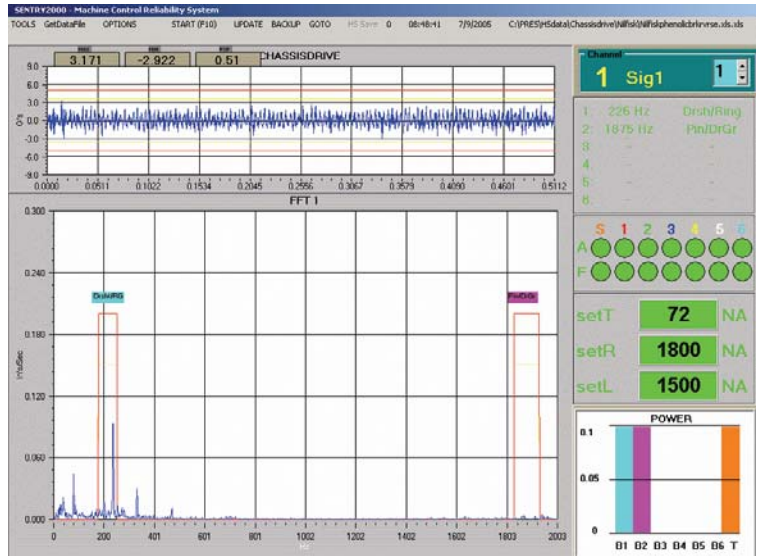 SENTRY2000 - Machine Control Reliability System
TOOLS GetDataFile OPTIONS START (F10) UPDATE BACKUP GOTO HS Save 0 08:48:41 7/9/2005 C:\PRES\HSdata\Chassisdrive\Nilfisk\Nilfiskphenolicbrkrvrse.xls.xls
3.171 -2.922 0.51 CHASSISDRIVE
9.0
6.0
3.0
0.0
-3.0
-6.0
-9.0
G's
0.0000 0.0511 0.1022 0.1534 0.2045 0.2556 0.3067 0.3579 0.4090 0.4601 0.5112
FFT 1
0.300
0.240
0.180
0.120
0.060
0.000
In's/Sec
Drsh/RG
Pin/DrGr
0 200 401 601 801 1001 1202 1402 1602 1802 2003
Hz
Channel
1 Sig1 1
1: 226 Hz Drsh/Ring
2: 1875 Hz Pin/DrGr
3: - -
4: - -
5: - -
6: - -
S 1 2 3 4 5 6
A
F
setT 72 NA
setR 1800 NA
setL 1500 NA
POWER
0.1
0.05
0
B1 B2 B3 B4 B5 B6 T